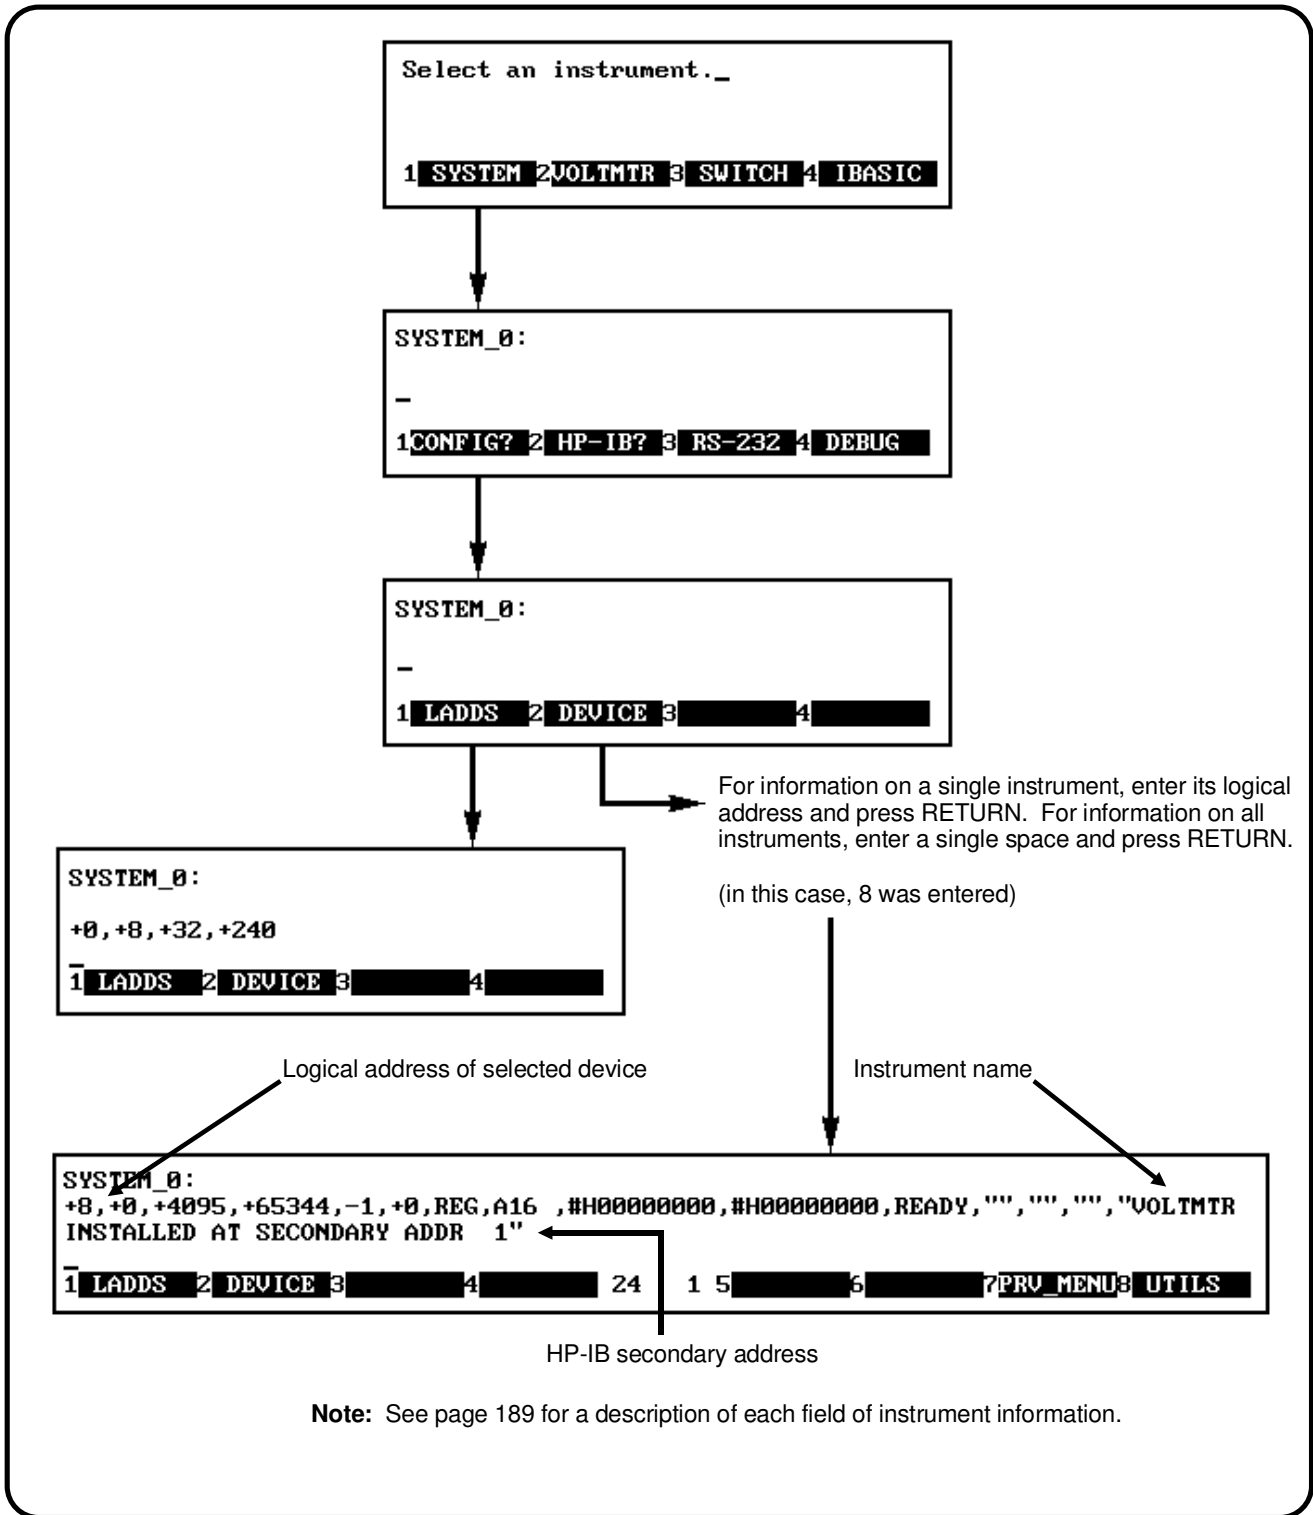 Select an instrument._
1 SYSTEM 2VOLTMTR 3 SWITCH 4 IBASIC
SYSTEM_0:
_
1CONFIG? 2 HP-IB? 3 RS-232 4 DEBUG
SYSTEM_0:
_
1 LADDS 2 DEVICE 3 4
For information on a single instrument, enter its logical
address and press RETURN. For information on all
instruments, enter a single space and press RETURN.
(in this case, 8 was entered)
SYSTEM_0:
+0,+8,+32,+240
1 LADDS 2 DEVICE 3 4
Logical address of selected device
Instrument name
SYSTEM_0:
+8,+0,+4095,+65344,-1,+0,REG,A16 ,#H00000000,#H00000000,READY,"","","","VOLTMTR
INSTALLED AT SECONDARY ADDR 1"
1 LADDS 2 DEVICE 3 4 24 1 5 6 7PRV_MENU8 UTILS
HP-IB secondary address
Note: See page 189 for a description of each field of instrument information.